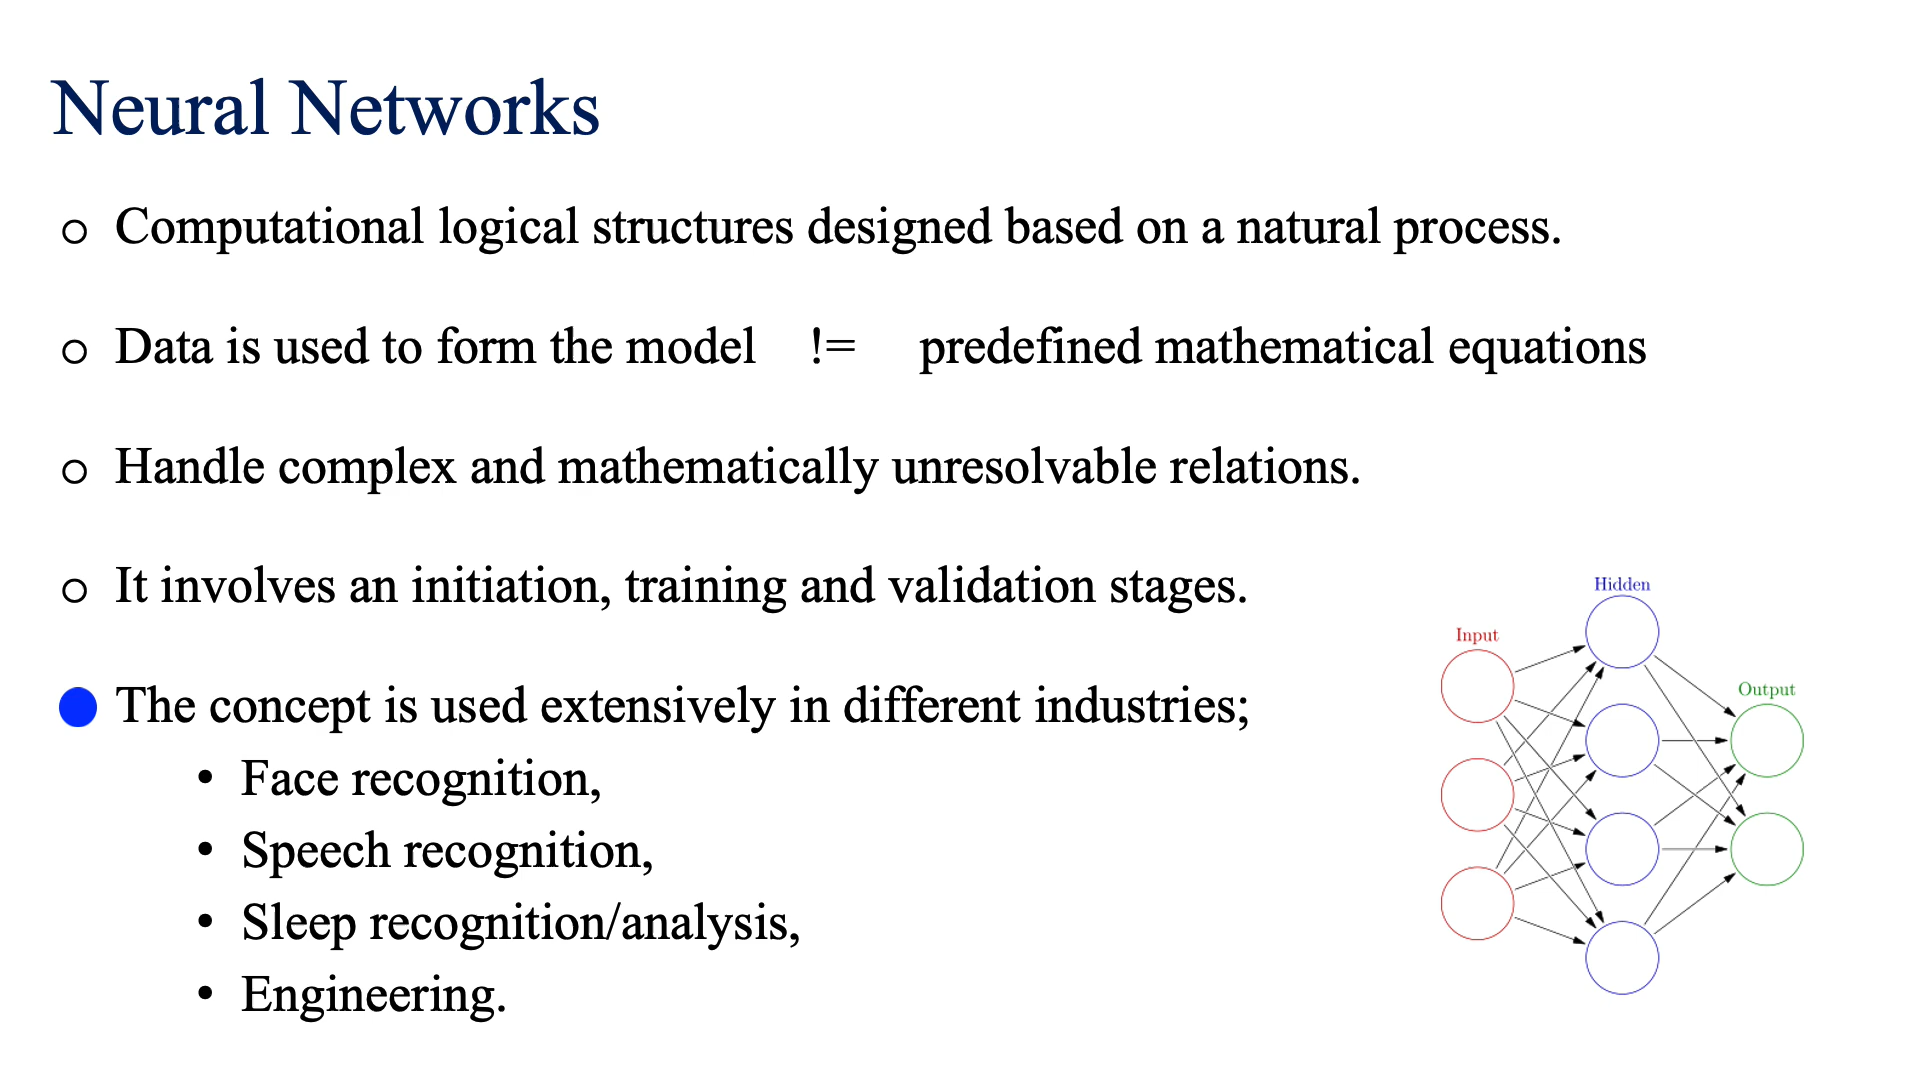 Neural Networks
Computational logical structures designed based on a natural process.
Data is used to form the model != predefined mathematical equations
Handle complex and mathematically unresolvable relations.
It involves an initiation, training and validation stages.
The concept is used extensively in different industries;
• Face recognition,
• Speech recognition,
• Sleep recognition/analysis,
• Engineering.
Hidden
Input
Output